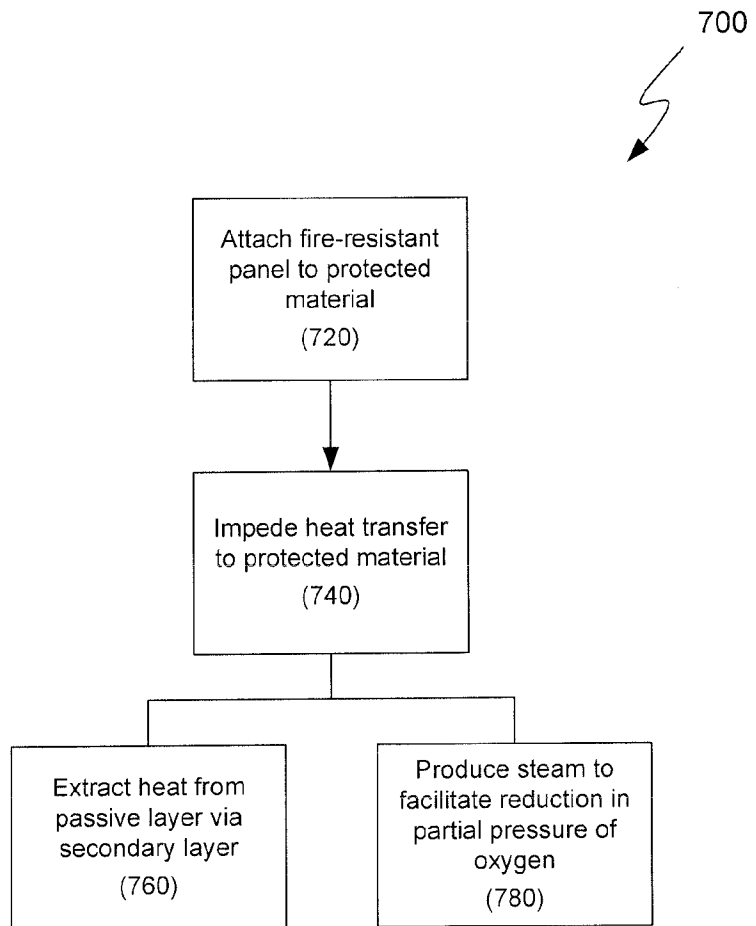 700
Attach fire-resistant
panel to protected
material
(720)
Impede heat transfer
to protected material
(740)
Extract heat from
passive layer via
secondary layer
(760)
Produce steam to
facilitate reduction in
partial pressure of
oxygen
(780)